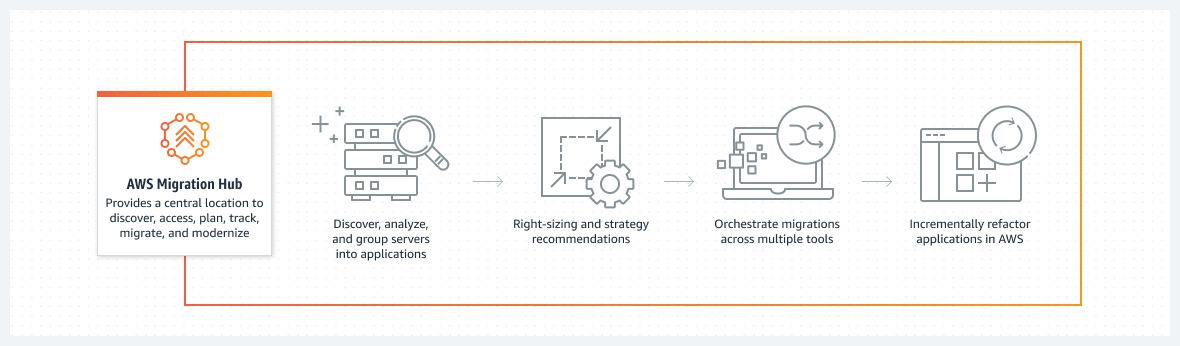 AWS Migration Hub
Provides a central location to
discover, access, plan, track,
migrate, and modernize
Discover, analyze,
and group servers
into applications
Right-sizing and strategy
recommendations
Orchestrate migrations
across multiple tools
Incrementally refactor
applications in AWS